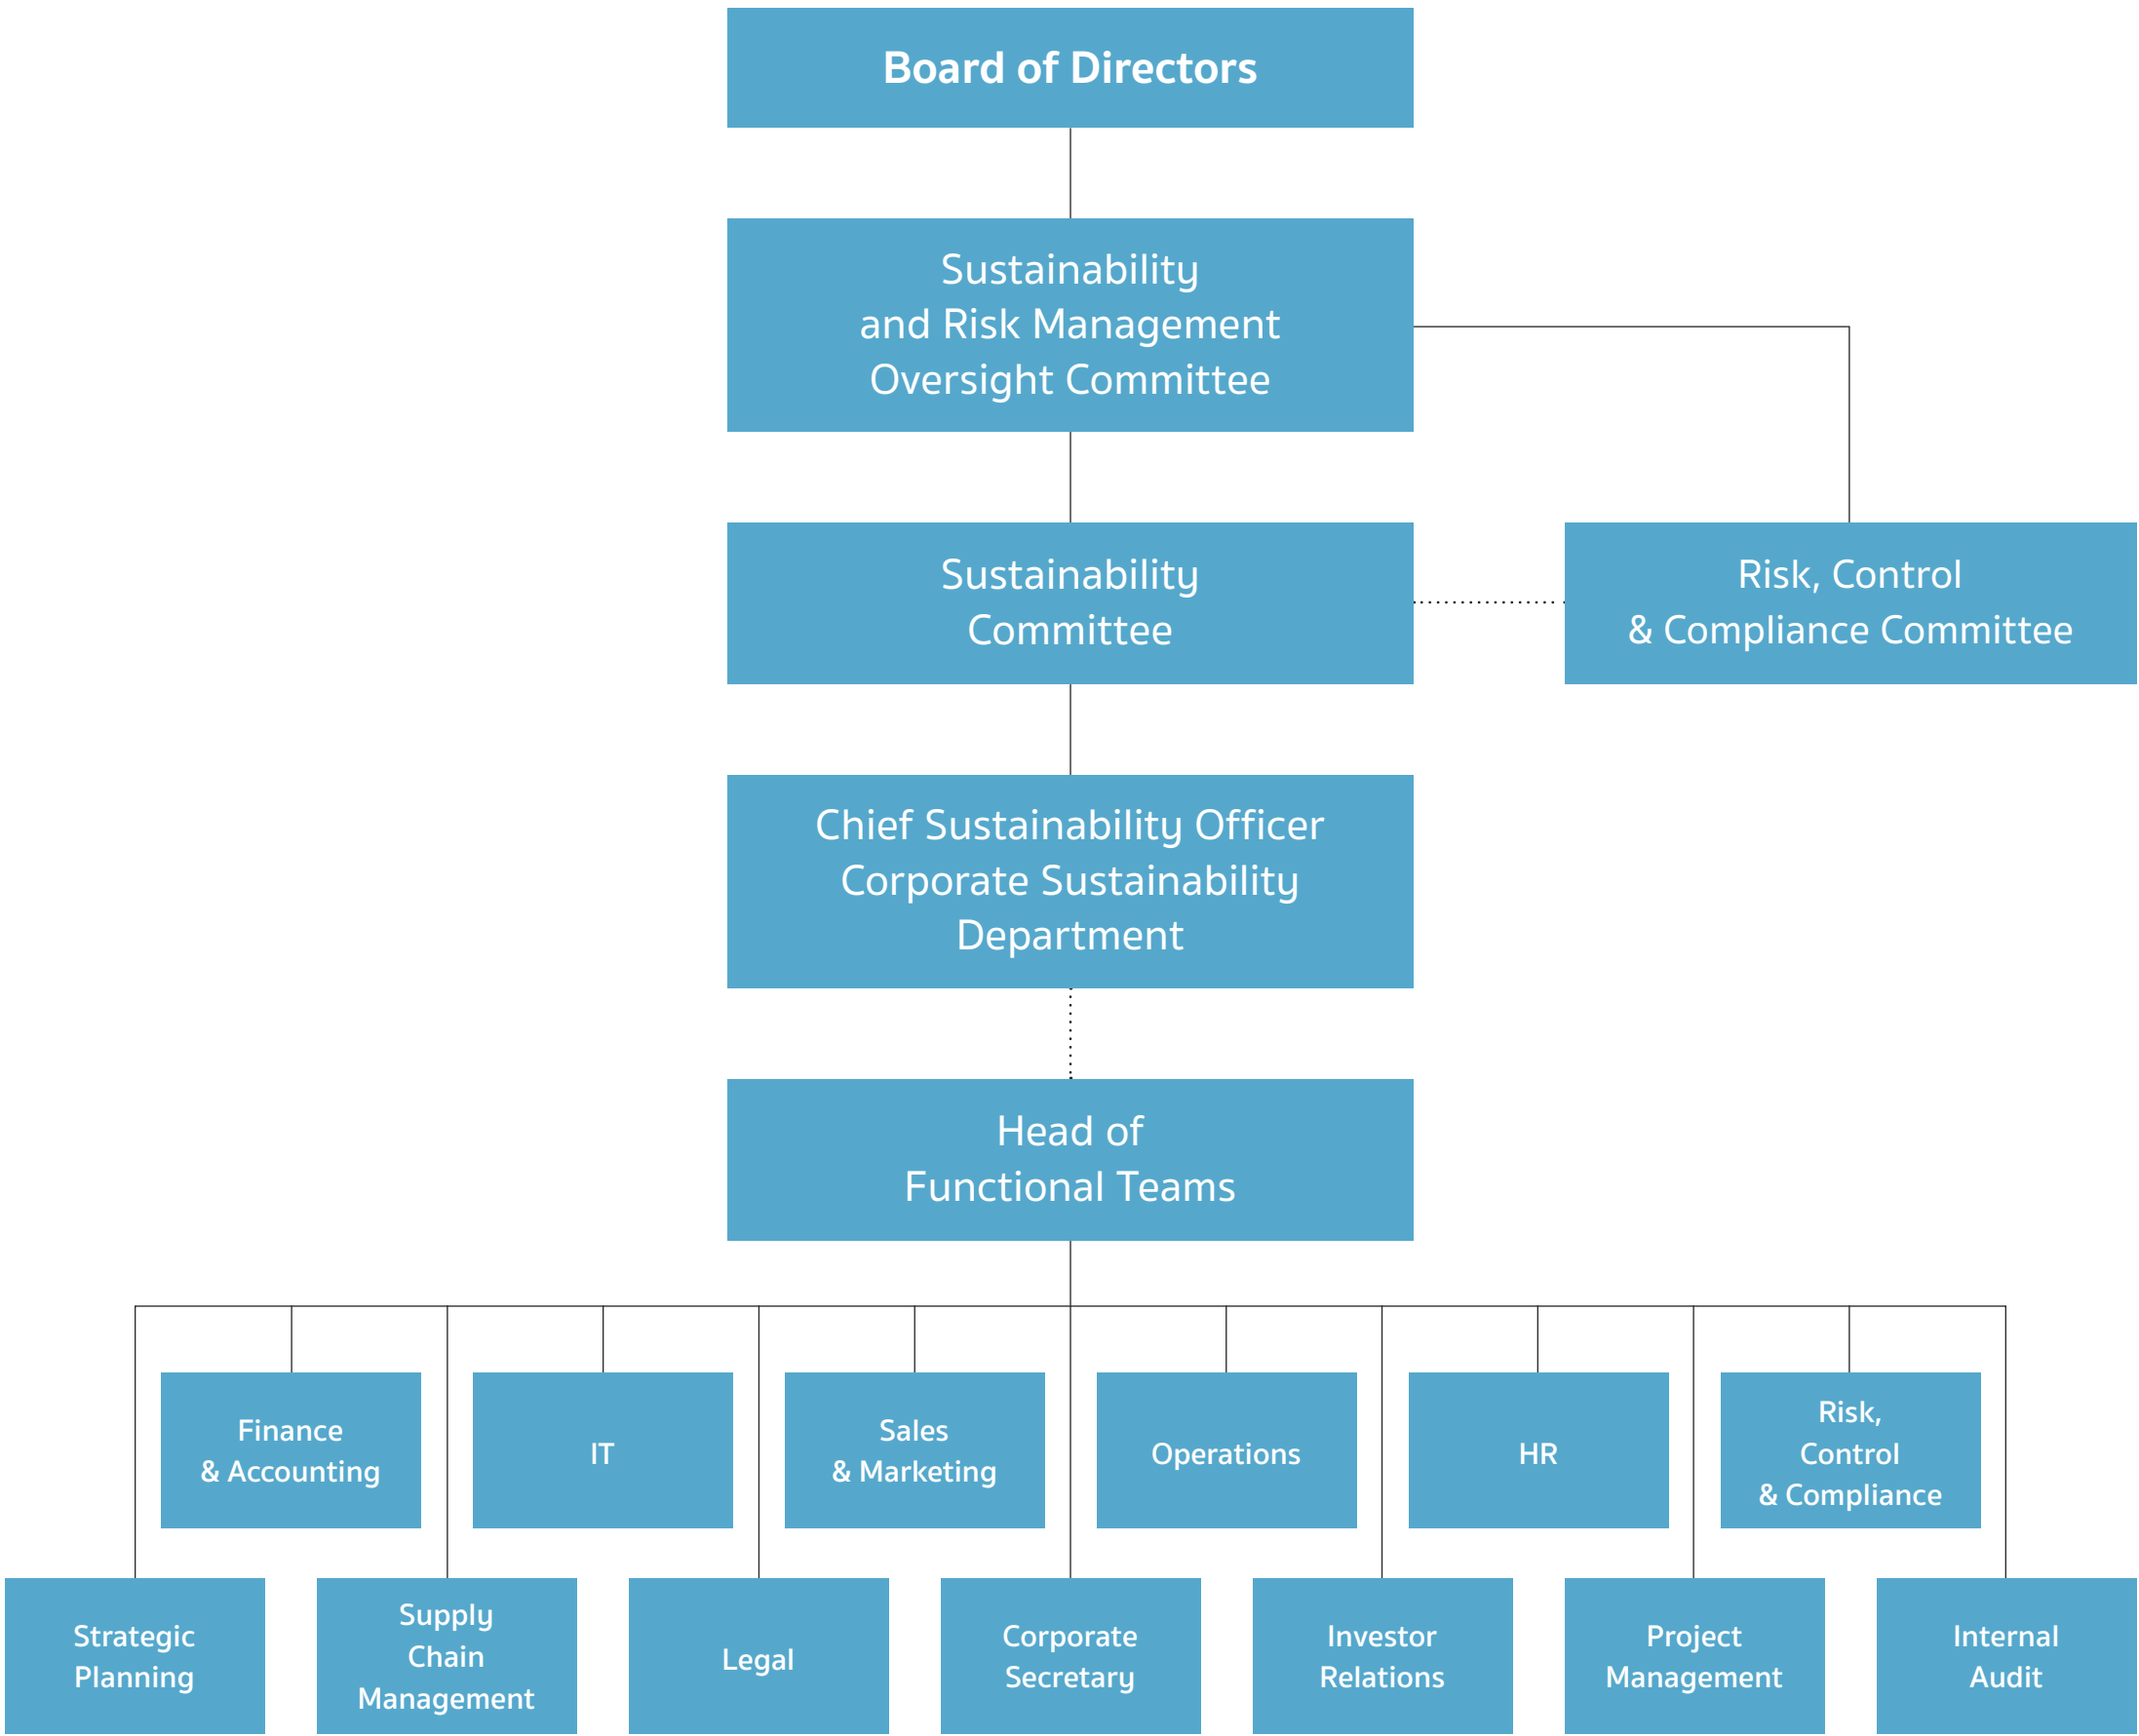 Board of Directors
Sustainability
and Risk Management
Oversight Committee
Sustainability
Committee
Risk, Control
& Compliance Committee
Chief Sustainability Officer
Corporate Sustainability
Department
Head of
Functional Teams
Finance
& Accounting
IT
Sales
& Marketing
Operations
HR
Risk,
Control
& Compliance
Strategic
Planning
Supply
Chain
Management
Legal
Corporate
Secretary
Investor
Relations
Project
Management
Internal
Audit